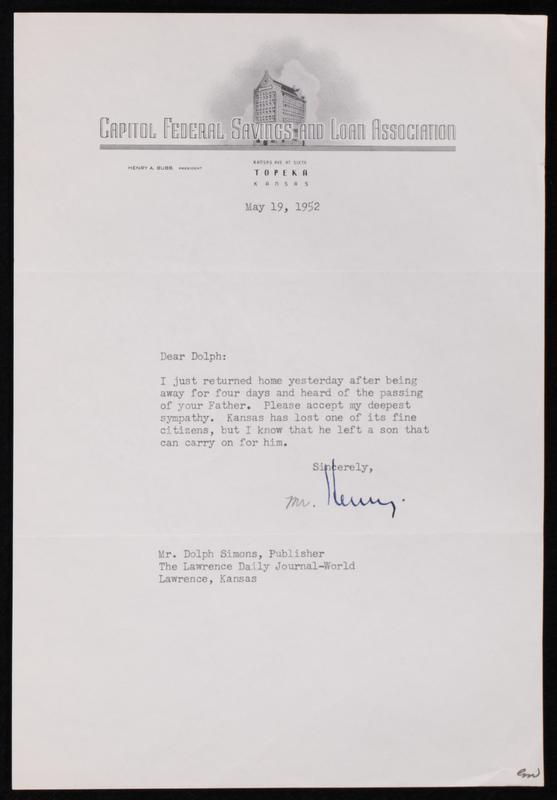 Capitol Federal Savings and Loan Association
HENRY A. BUBB, PRESIDENT
KANSAS AVE. AT SIXTH
TOPEKA
KANSAS
May 19, 1952
Dear Dolph:
I just returned home yesterday after being
away for four days and heard of the passing
of your Father. Please accept my deepest
sympathy. Kansas has lost one of its fine
citizens, but I know that he left a son that
can carry on for him.
Sincerely,
Mr. Henry.
Mr. Dolph Simons, Publisher
The Lawrence Daily Journal-World
Lawrence, Kansas